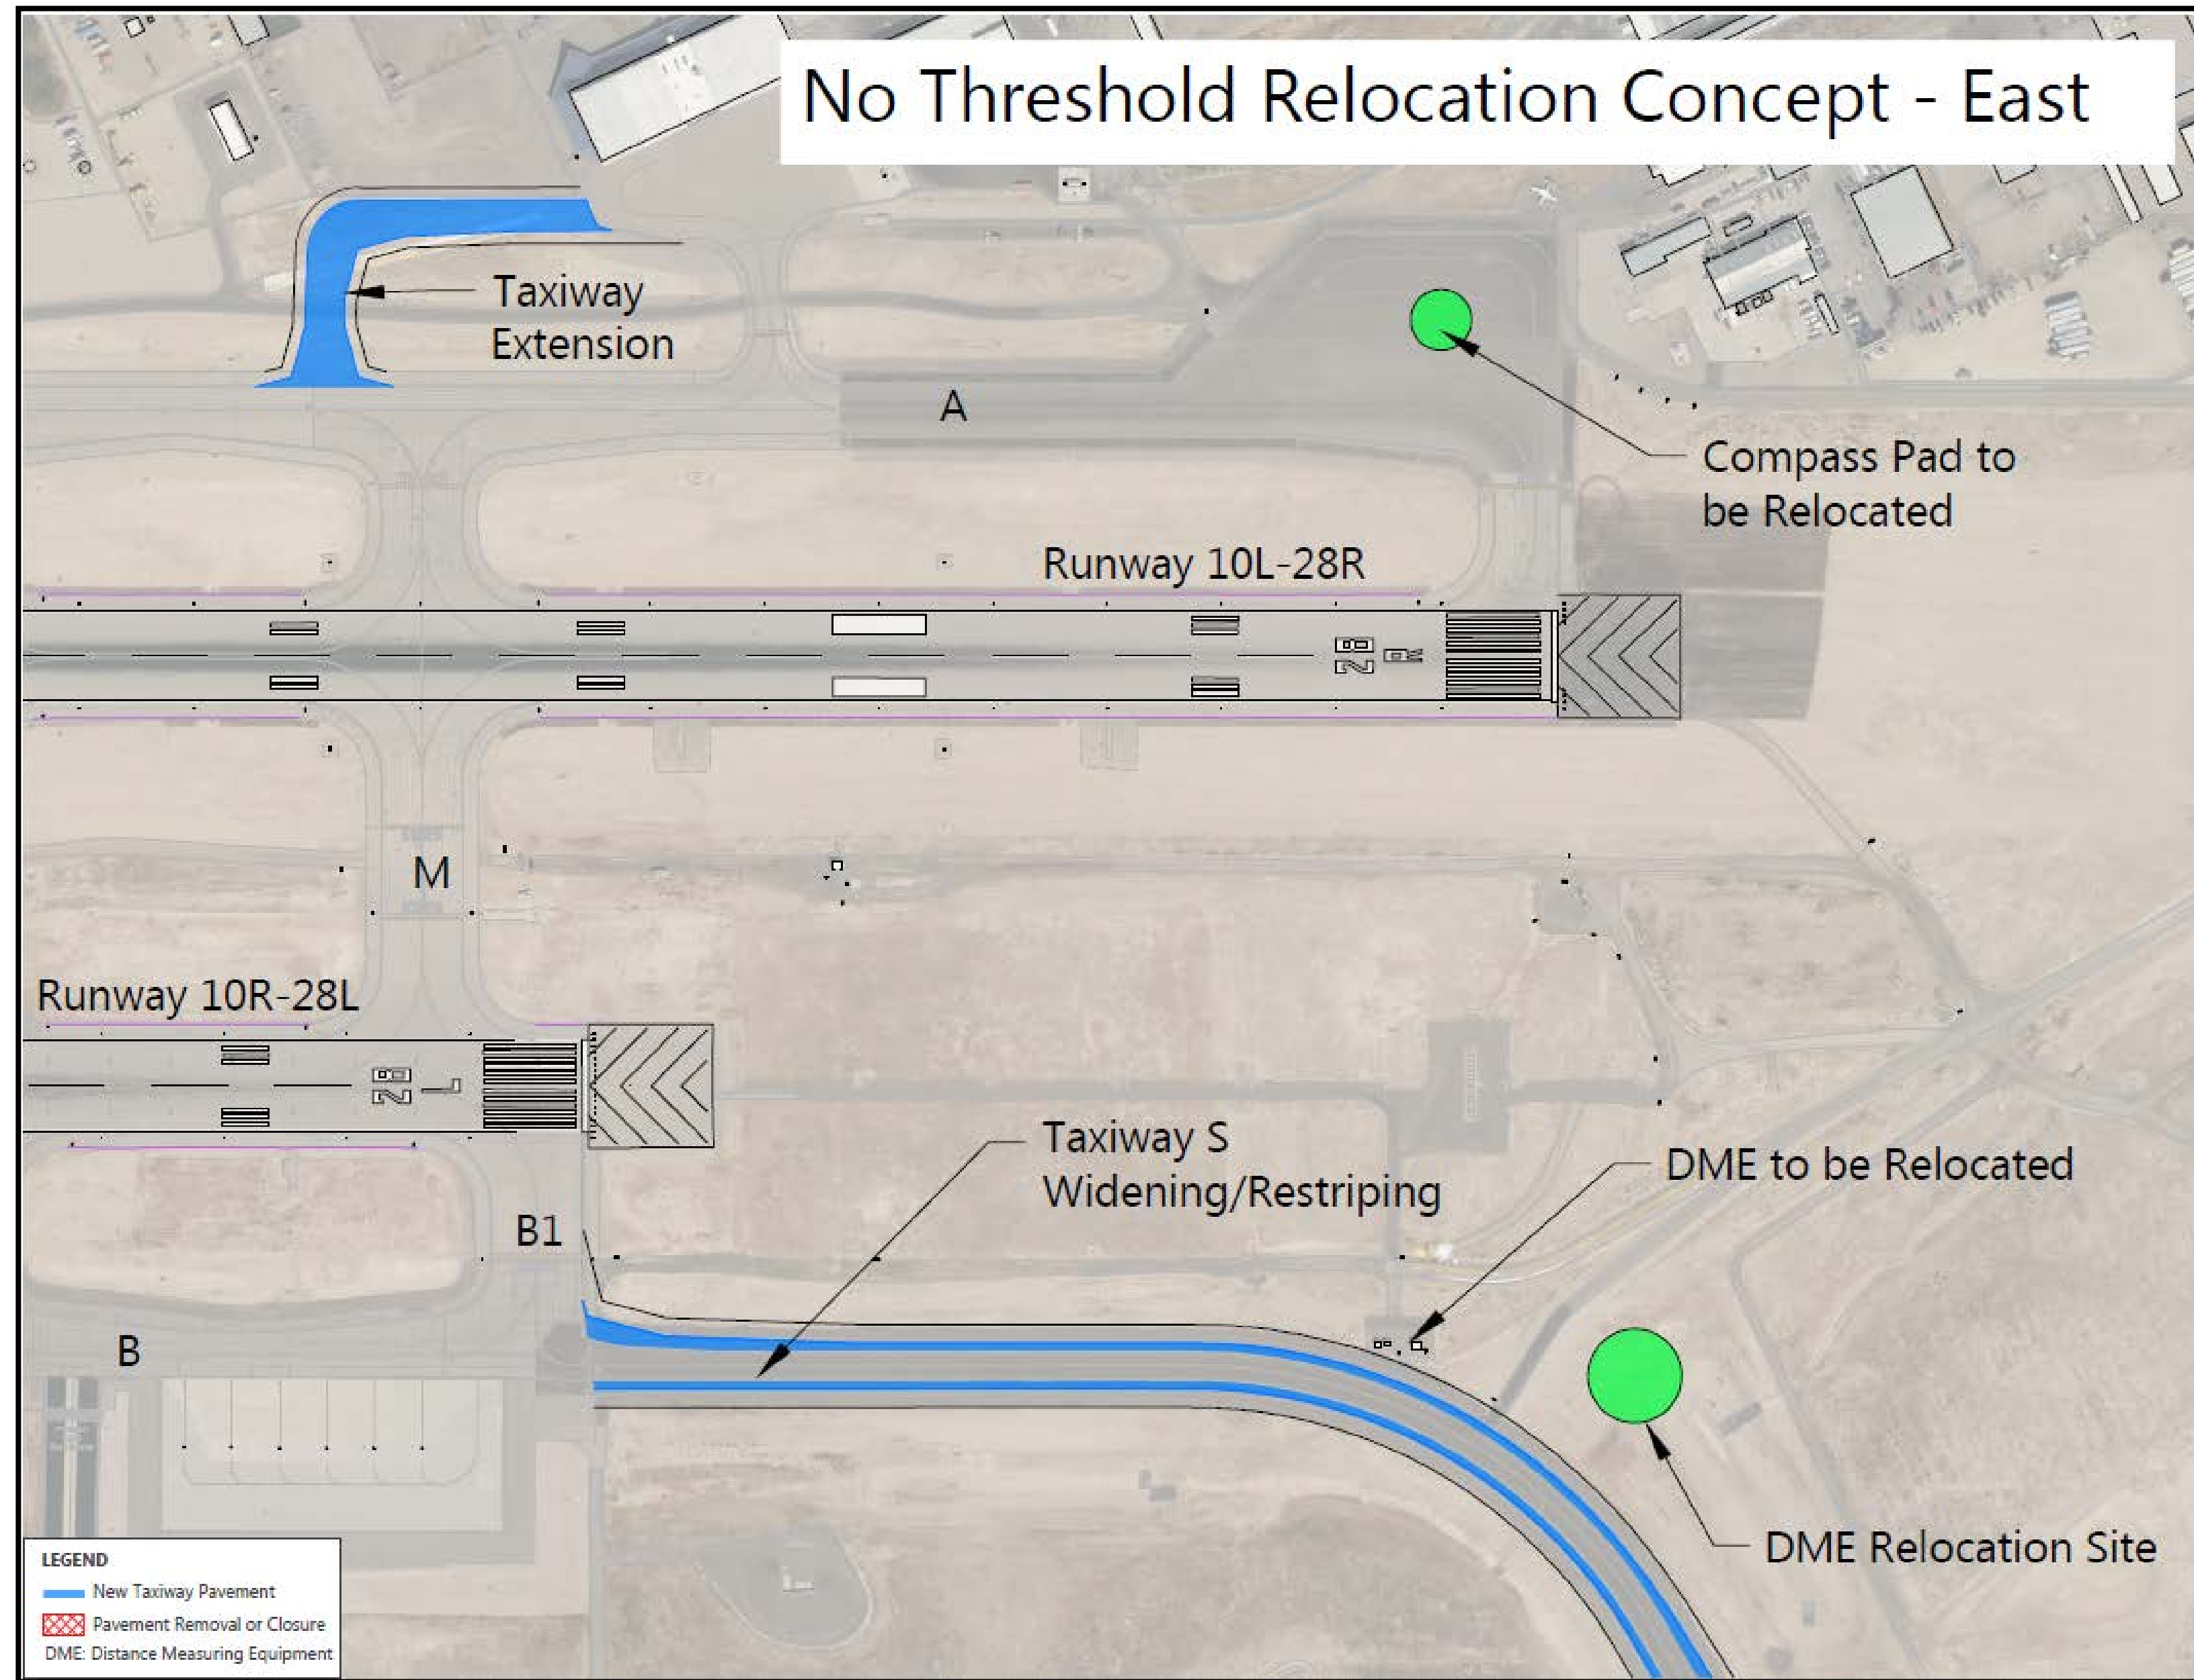 No Threshold Relocation Concept - East
Taxiway
Extension
A
Compass Pad to
be Relocated
Runway 10L-28R
28
R
M
Runway 10R-28L
28
L
Taxiway S
Widening/Restriping
DME to be Relocated
B1
B
DME Relocation Site
LEGEND
New Taxiway Pavement
Pavement Removal or Closure
DME: Distance Measuring Equipment